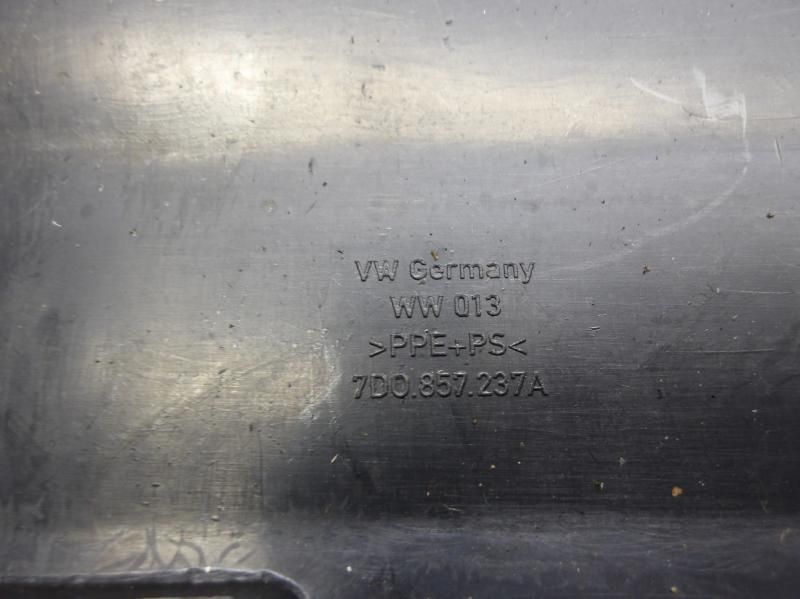 VW Germany
WW 013
>PPE+PS<
7D0.857.237A